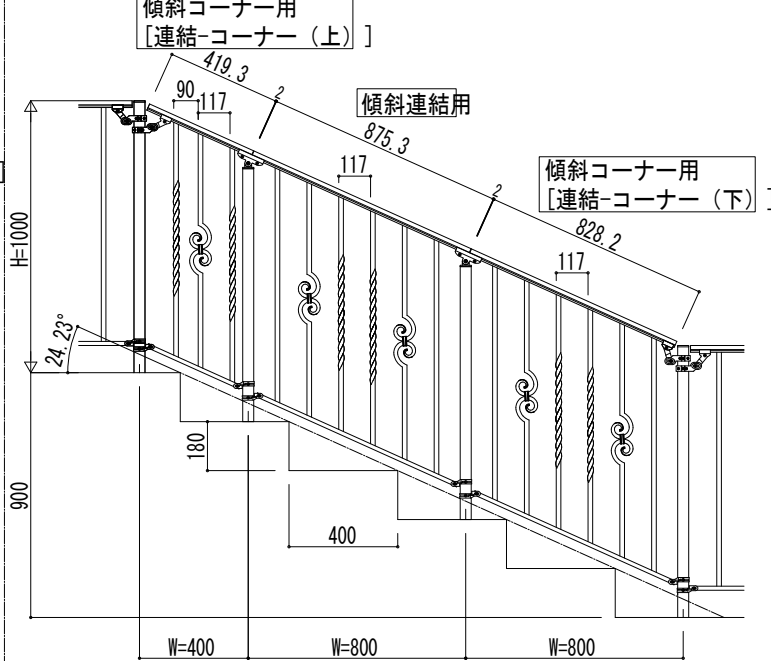 傾斜コーナー用
[連結-コーナー（上）]
419.3
2
90
117
傾斜連結用
875.3
117
2
傾斜コーナー用
[連結-コーナー（下）]
828.2
117
H=1000
24.23°
180
900
400
W=400
W=800
W=800